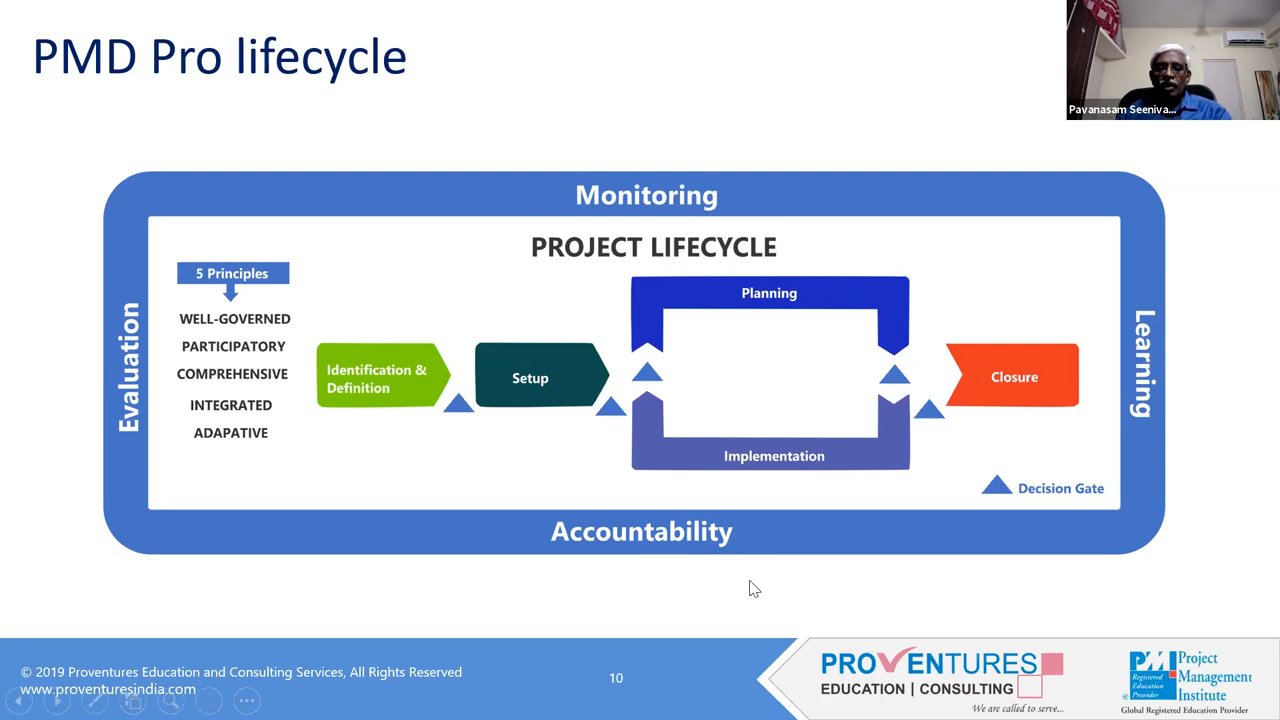 PMD Pro lifecycle
Pavanasam Seeniva...
Monitoring
PROJECT LIFECYCLE
5 Principles
WELL-GOVERNED
PARTICIPATORY
COMPREHENSIVE
INTEGRATED
ADAPATIVE
Evaluation
Identification &
Definition
Setup
Planning
Implementation
Closure
Learning
Decision Gate
Accountability
© 2019 Proventures Education and Consulting Services, All Rights Reserved
www.proventuresindia.com
10
PROVENTURES
EDUCATION | CONSULTING
We are called to serve...
PMI
Registered
Education
Provider
®
Project
Management
Institute
Global Registered Education Provider